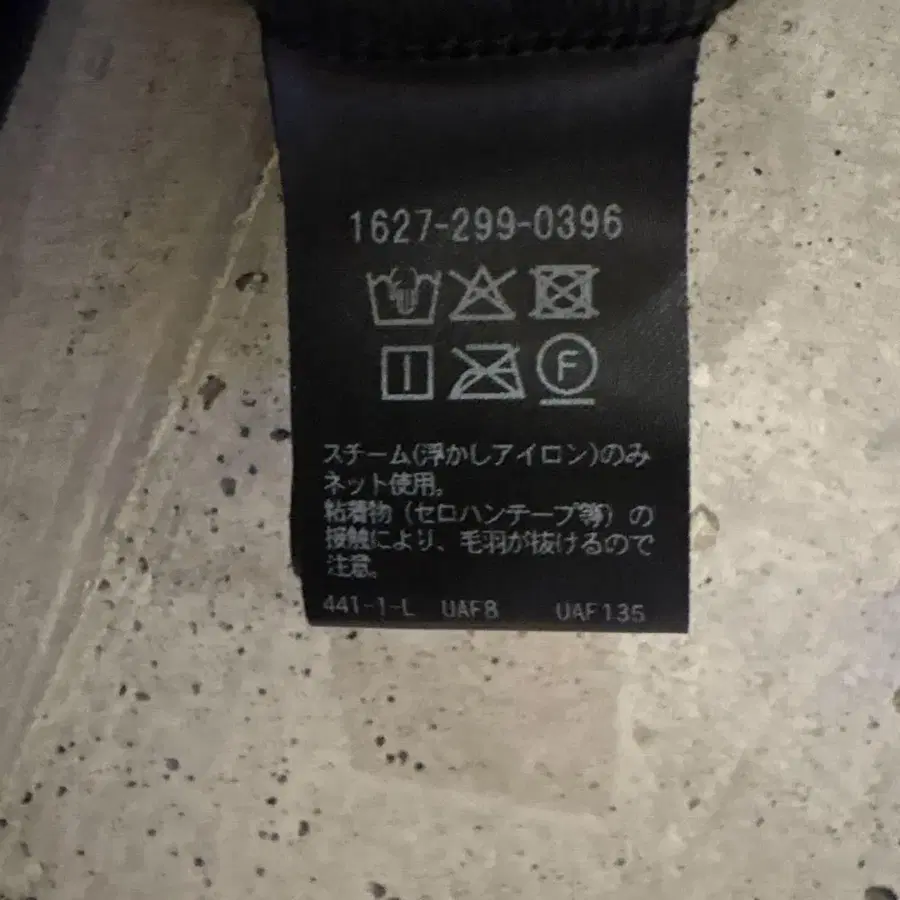 1627-299-0396
F
スチーム(浮かしアイロン)のみ
ネット使用。
粘着物（セロハンテープ等）の
接触により、毛羽が抜けるので
注意。
441-1-L UAF8 UAF135